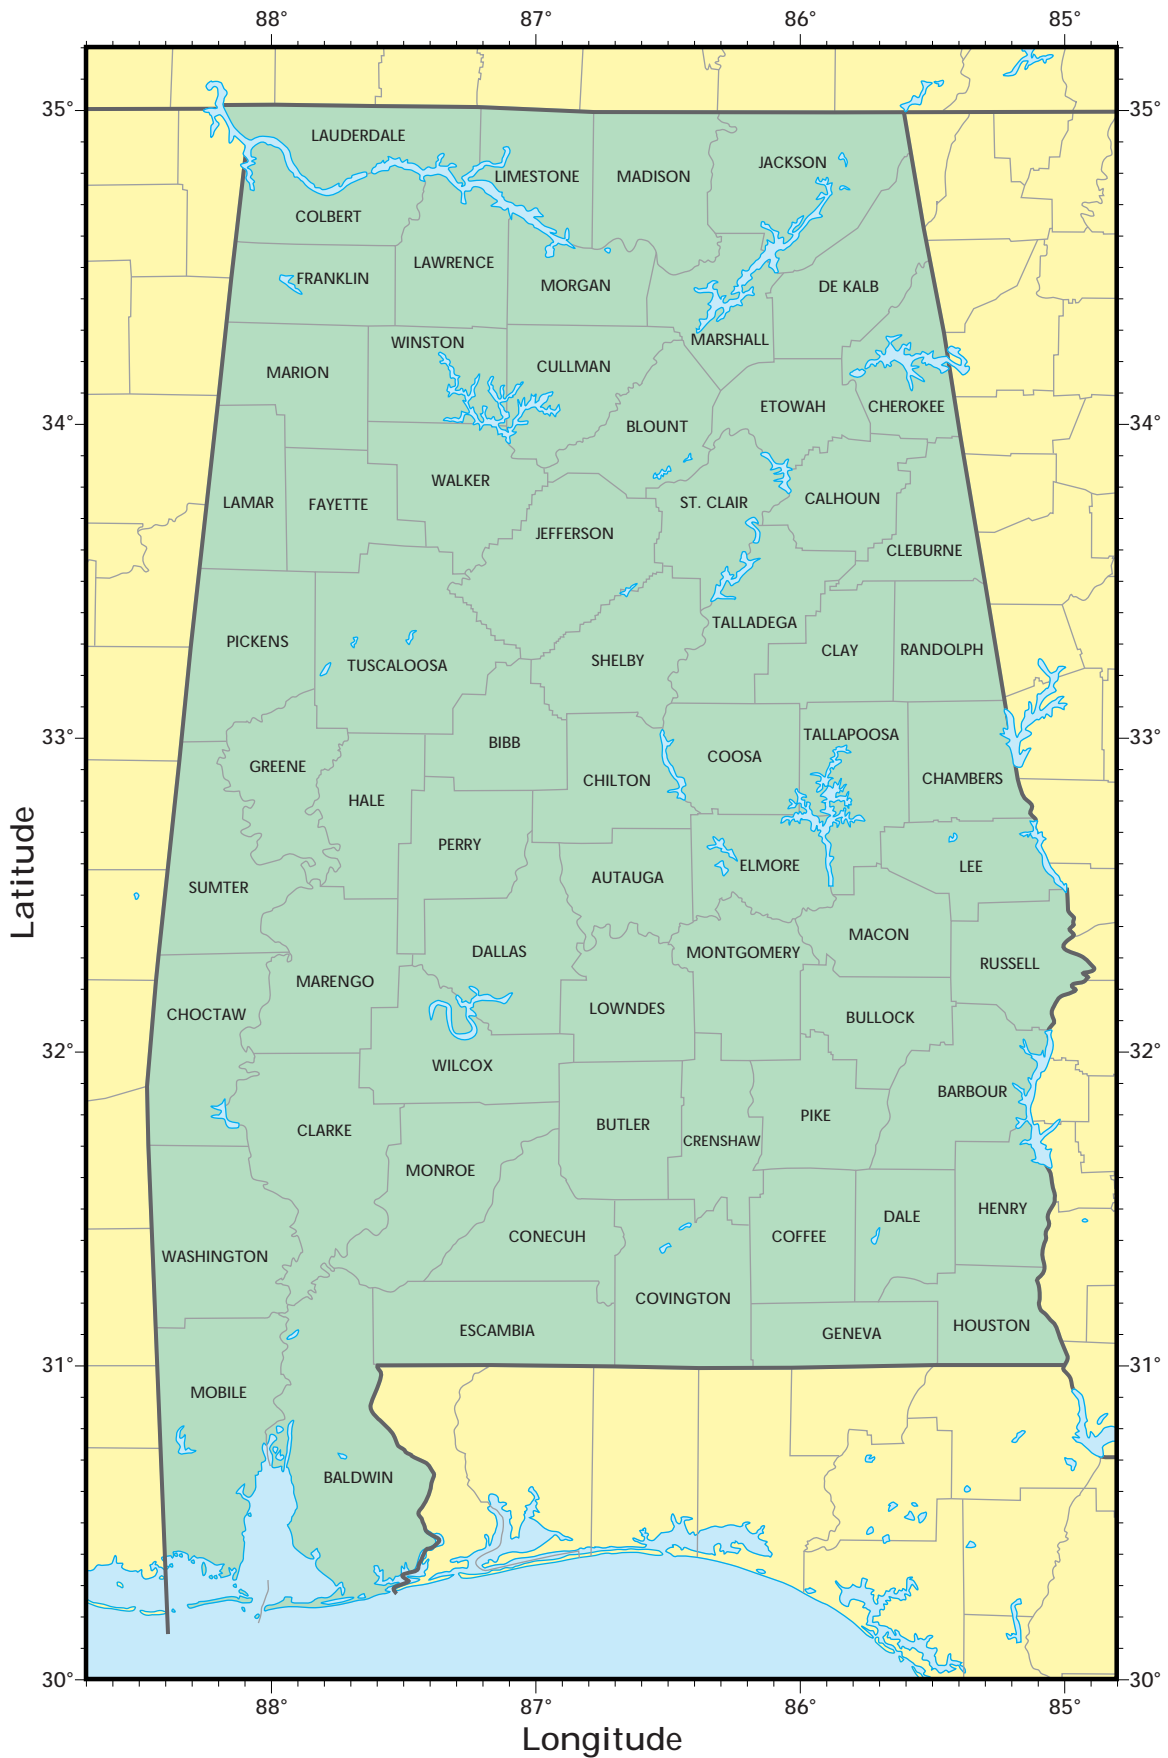 88°
87°
86°
85°
35°
35°
LAUDERDALE
JACKSON
LIMESTONE
MADISON
COLBERT
LAWRENCE
FRANKLIN
MORGAN
DE KALB
MARSHALL
WINSTON
CULLMAN
MARION
ETOWAH
CHEROKEE
34°
34°
BLOUNT
WALKER
CALHOUN
LAMAR
FAYETTE
ST. CLAIR
JEFFERSON
CLEBURNE
TALLADEGA
PICKENS
CLAY
RANDOLPH
SHELBY
TUSCALOOSA
33°
33°
TALLAPOOSA
BIBB
COOSA
GREENE
CHILTON
CHAMBERS
HALE
PERRY
ELMORE
LEE
Latitude
AUTAUGA
SUMTER
MACON
DALLAS
MONTGOMERY
RUSSELL
MARENGO
LOWNDES
CHOCTAW
BULLOCK
32°
32°
WILCOX
BARBOUR
PIKE
BUTLER
CLARKE
CRENSHAW
MONROE
HENRY
DALE
CONECUH
COFFEE
WASHINGTON
COVINGTON
HOUSTON
ESCAMBIA
GENEVA
31°
31°
MOBILE
BALDWIN
30°
30°
88°
87°
86°
85°
Longitude